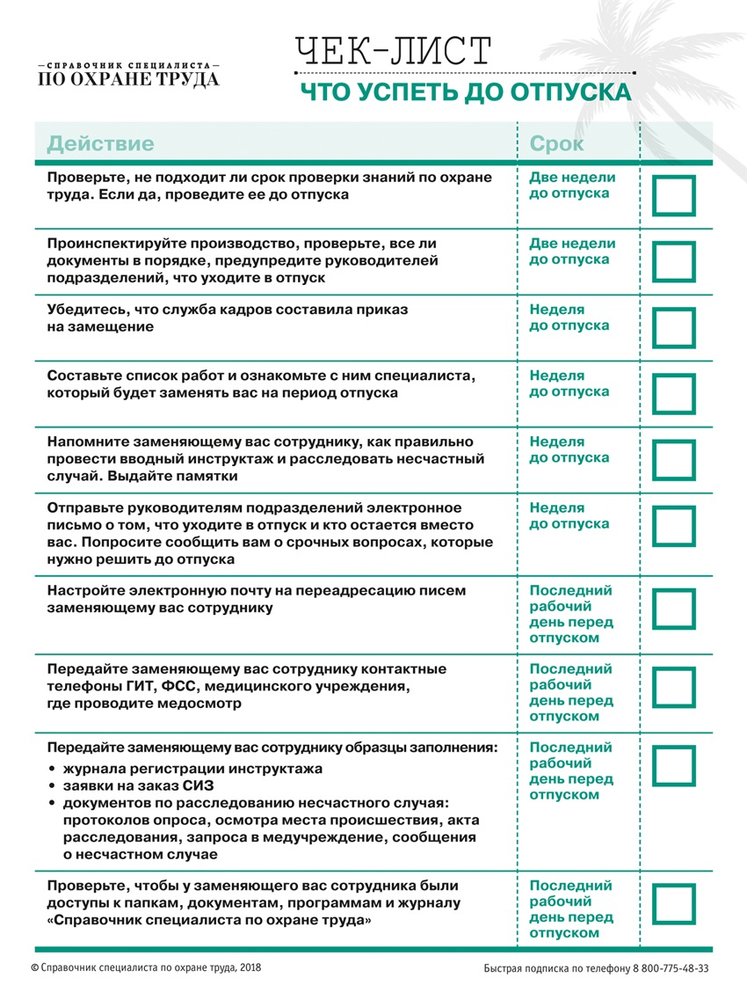 СПРАВОЧНИК СПЕЦИАЛИСТА
ПО ОХРАНЕ ТРУДА
ЧЕК-ЛИСТ
ЧТО УСПЕТЬ ДО ОТПУСКА
Действие
Срок
Проверьте, не подходит ли срок проверки знаний по охране
труда. Если да, проведите ее до отпуска
Две недели
до отпуска
Проинспектируйте производство, проверьте, все ли
документы в порядке, предупредите руководителей
подразделений, что уходите в отпуск
Две недели
до отпуска
Убедитесь, что служба кадров составила приказ
на замещение
Неделя
до отпуска
Составьте список работ и ознакомьте с ним специалиста,
который будет заменять вас на период отпуска
Неделя
до отпуска
Напомните заменяющему вас сотруднику, как правильно
провести вводный инструктаж и расследовать несчастный
случай. Выдайте памятки
Неделя
до отпуска
Отправьте руководителям подразделений электронное
письмо о том, что уходите в отпуск и кто остается вместо
вас. Попросите сообщить вам о срочных вопросах, которые
нужно решить до отпуска
Неделя
до отпуска
Настройте электронную почту на переадресацию писем
заменяющему вас сотруднику
Последний
рабочий
день перед
отпуском
Передайте заменяющему вас сотруднику контактные
телефоны ГИТ, ФСС, медицинского учреждения,
где проводите медосмотр
Последний
рабочий
день перед
отпуском
Передайте заменяющему вас сотруднику образцы заполнения:
• журнала регистрации инструктажа
• заявки на заказ СИЗ
• документов по расследованию несчастного случая:
протоколов опроса, осмотра места происшествия, акта
расследования, запроса в медучреждение, сообщения
о несчастном случае
Последний
рабочий
день перед
отпуском
Проверьте, чтобы у заменяющего вас сотрудника были
доступы к папкам, документам, программам и журналу
«Справочник специалиста по охране труда»
Последний
рабочий
день перед
отпуском
© Справочник специалиста по охране труда, 2018
Быстрая подписка по телефону 8 800-775-48-33